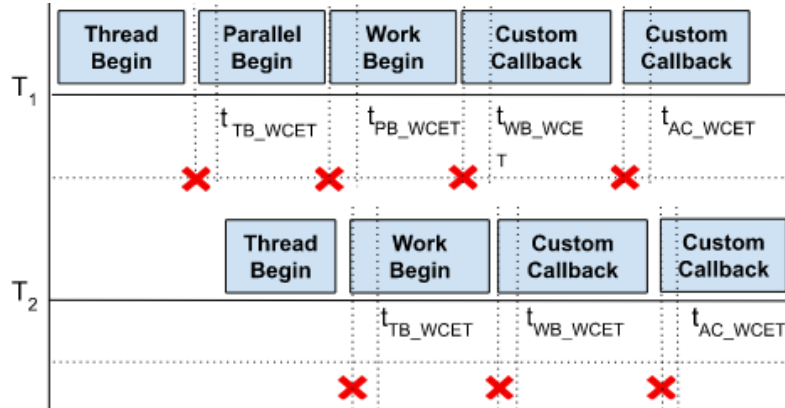 Thread Begin
Parallel Begin
Work Begin
Custom Callback
Custom Callback
T1
tTB_WCET
tPB_WCET
tWB_WCE
T
tAC_WCET
Thread Begin
Work Begin
Custom Callback
Custom Callback
T2
tTB_WCET
tWB_WCET
tAC_WCET